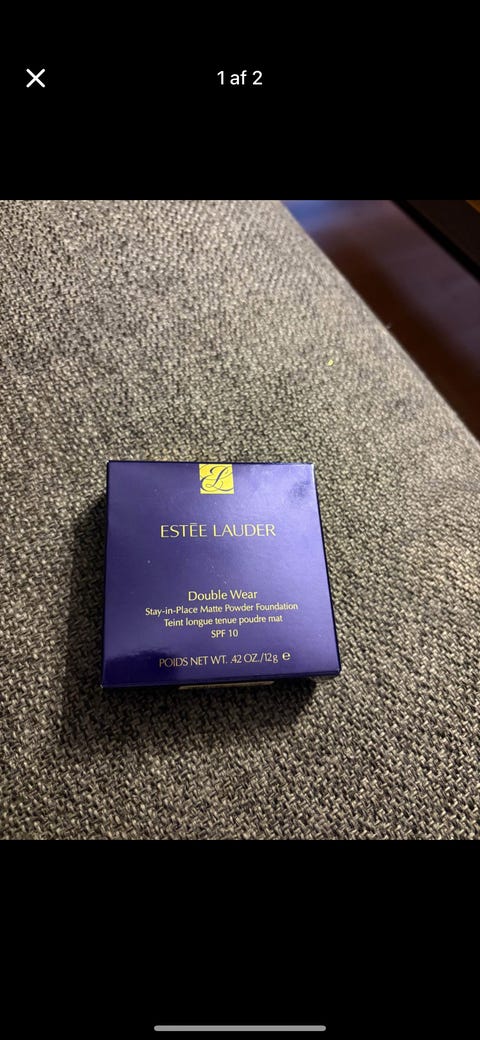 1 af 2
ESTĒE LAUDER
Double Wear
Stay-in-Place Matte Powder Foundation
Teint longue tenue poudre mat
SPF 10
POIDS NET WT. .42 OZ./12g ℮